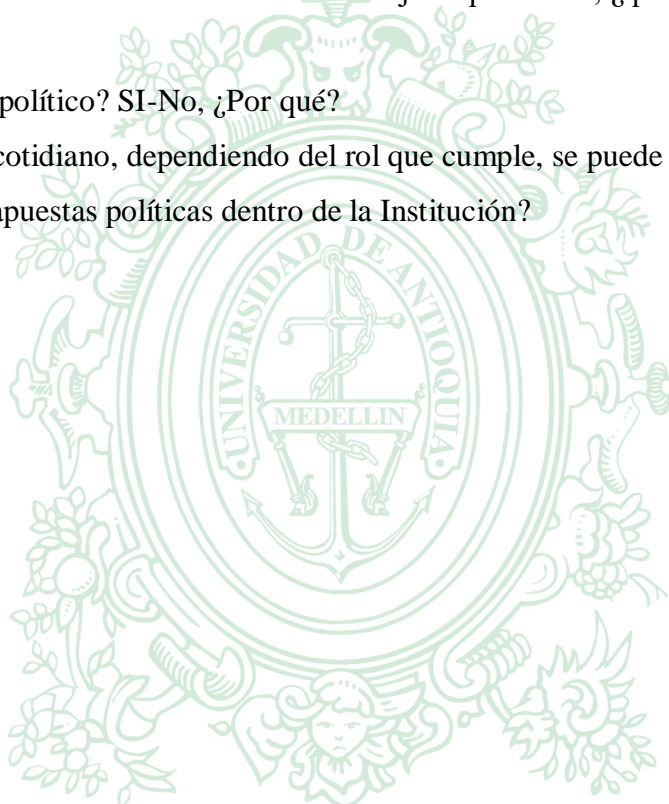 político? SI-No, ¿Por qué?
cotidiano, dependiendo del rol que cumple, se puede
apuestas políticas dentro de la Institución?
UNIVERSIDAD DE ANTIOQUIA
MEDELLIN